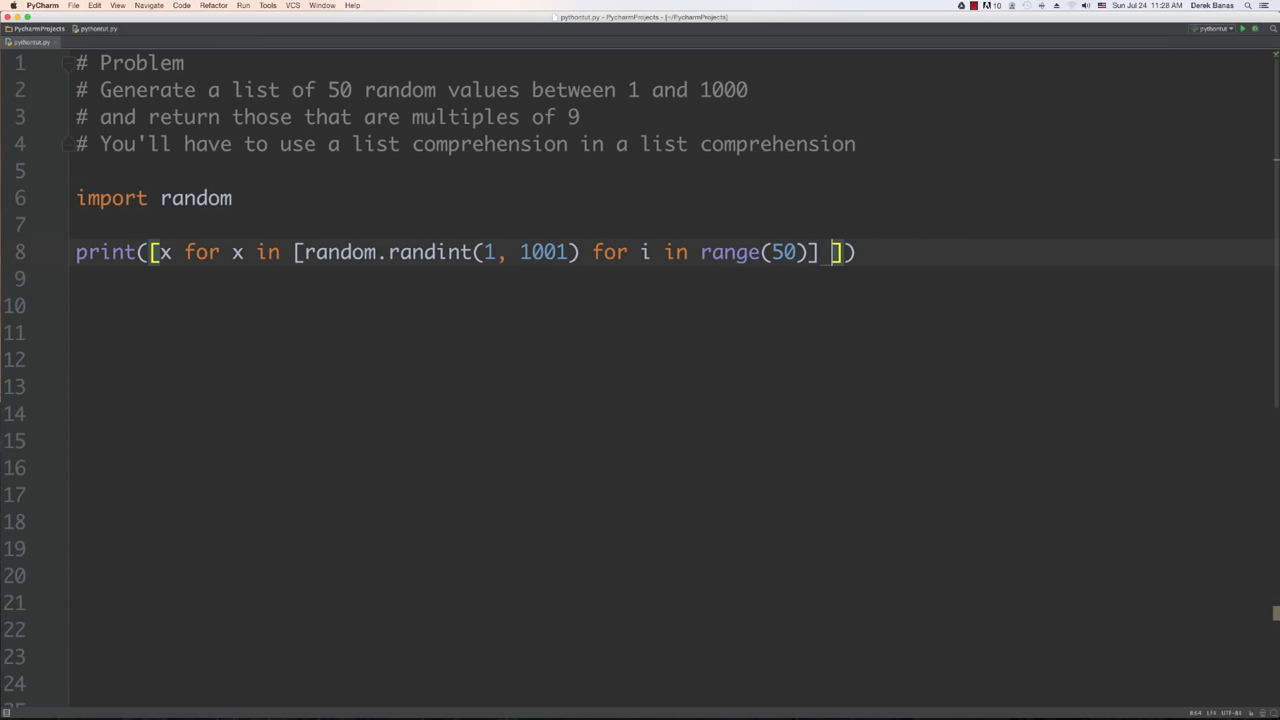 PyCharm File Edit View Navigate Code Refactor Run Tools VCS Window Help 10 Sun Jul 24 11:28 AM Derek Banas
pythontut.py - PycharmProjects - [~/PycharmProjects]
PycharmProjects pythontut.py pythontut
pythontut.py
1 # Problem
2 # Generate a list of 50 random values between 1 and 1000
3 # and return those that are multiples of 9
4 # You'll have to use a list comprehension in a list comprehension
5
6 import random
7
8 print([x for x in [random.randint(1, 1001) for i in range(50)] ])
9
10
11
12
13
14
15
16
17
18
19
20
21
22
23
24
25
8:64 LF÷ UTF-8÷